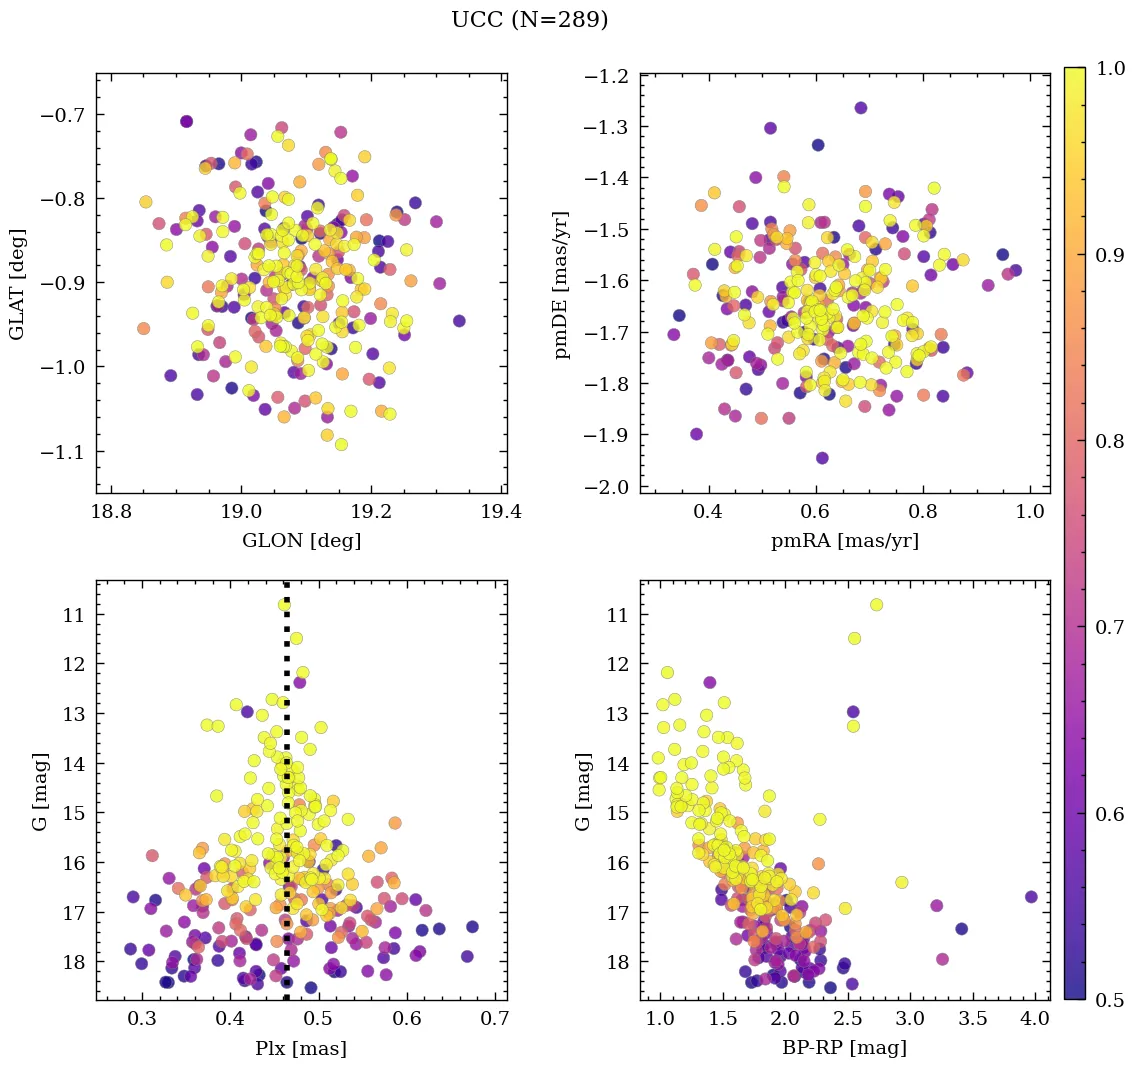 UCC (N=289)
−0.7
−0.8
−0.9
−1.0
−1.1
GLAT [deg]
18.8 19.0 19.2 19.4
GLON [deg]
−1.2
−1.3
−1.4
−1.5
−1.6
−1.7
−1.8
−1.9
−2.0
pmDE [mas/yr]
0.4 0.6 0.8 1.0
pmRA [mas/yr]
11
12
13
14
15
16
17
18
G [mag]
0.3 0.4 0.5 0.6 0.7
Plx [mas]
11
12
13
14
15
16
17
18
G [mag]
1.0 1.5 2.0 2.5 3.0 3.5 4.0
BP-RP [mag]
1.0
0.9
0.8
0.7
0.6
0.5